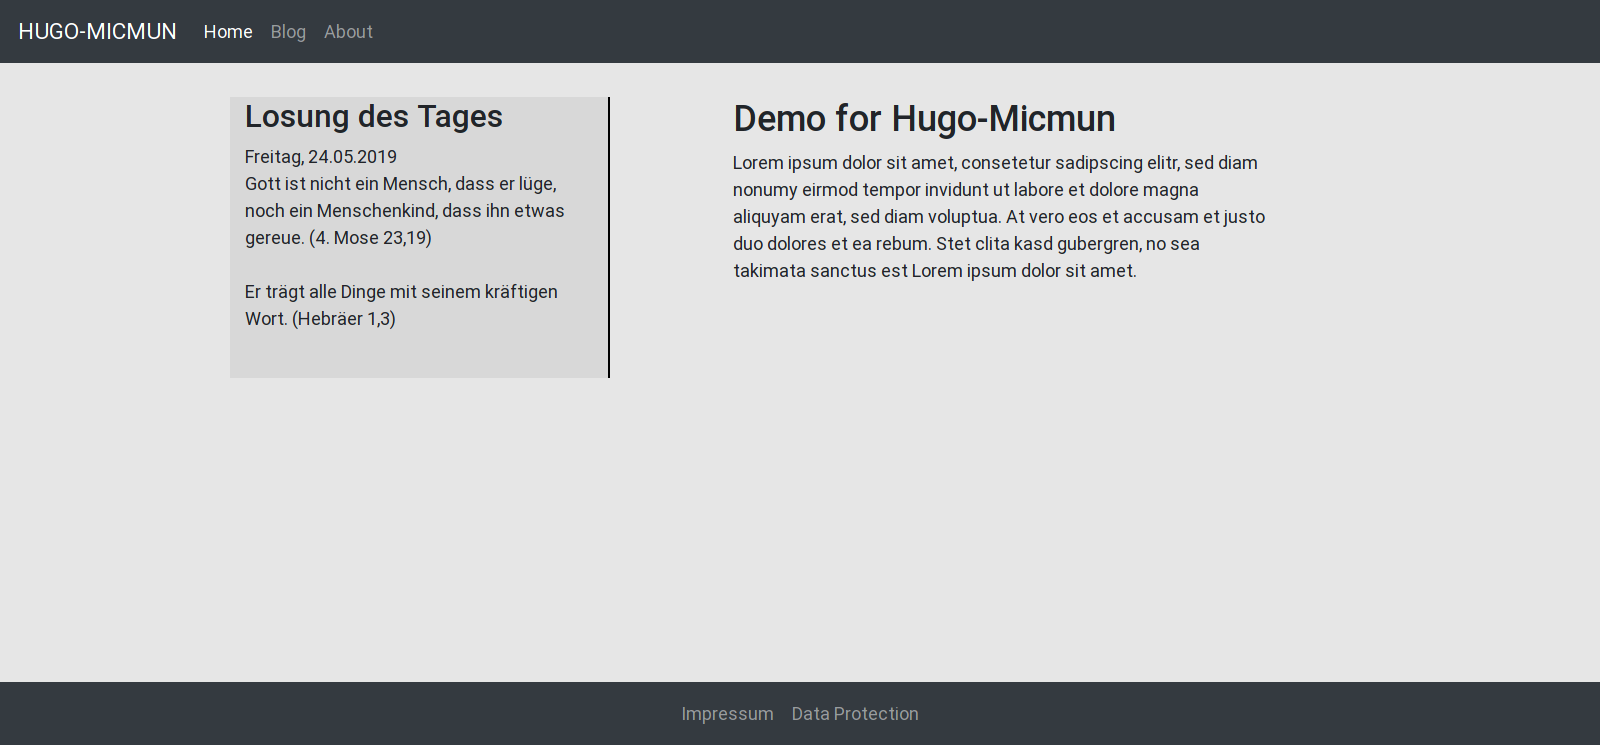 HUGO-MICMUN Home Blog About
Losung des Tages
Freitag, 24.05.2019
Gott ist nicht ein Mensch, dass er lüge,
noch ein Menschenkind, dass ihn etwas
gereue. (4. Mose 23,19)
Er trägt alle Dinge mit seinem kräftigen
Wort. (Hebräer 1,3)
Demo for Hugo-Micmun
Lorem ipsum dolor sit amet, consetetur sadipscing elitr, sed diam
nonumy eirmod tempor invidunt ut labore et dolore magna
aliquyam erat, sed diam voluptua. At vero eos et accusam et justo
duo dolores et ea rebum. Stet clita kasd gubergren, no sea
takimata sanctus est Lorem ipsum dolor sit amet.
Impressum Data Protection